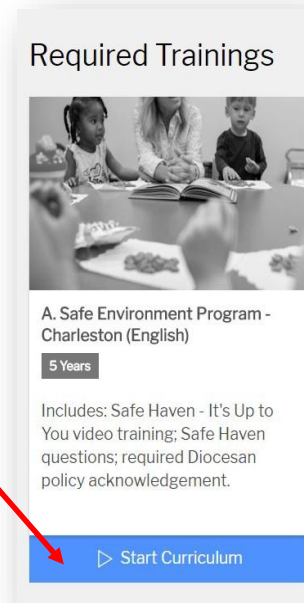 Required Trainings
A. Safe Environment Program -
Charleston (English)
5 Years
Includes: Safe Haven - It's Up to
You video training; Safe Haven
questions; required Diocesan
policy acknowledgement.
Start Curriculum